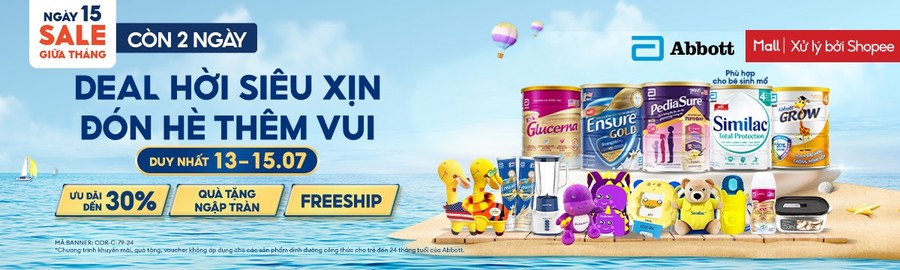 NGÀY 15
SALE
GIỮA THÁNG
CÒN 2 NGÀY
DEAL HỜI SIÊU XỊN
ĐÓN HÈ THÊM VUI
DUY NHẤT 13-15.07
ƯU ĐÃI ĐẾN 30%
QUÀ TẶNG NGẬP TRÀN
FREESHIP
MÃ BANNER: COR-C-79-24
*Chương trình khuyến mại, quà tặng, voucher không áp dụng cho các sản phẩm dinh dưỡng công thức cho trẻ đến 24 tháng tuổi của Abbott.
Abbott
Mall | Xử lý bởi Shopee
Phù hợp
cho bé sinh mổ
Glucerna
Ensure
GOLD
PediaSure
Similac
Total Protection
4
Abbott
GROW